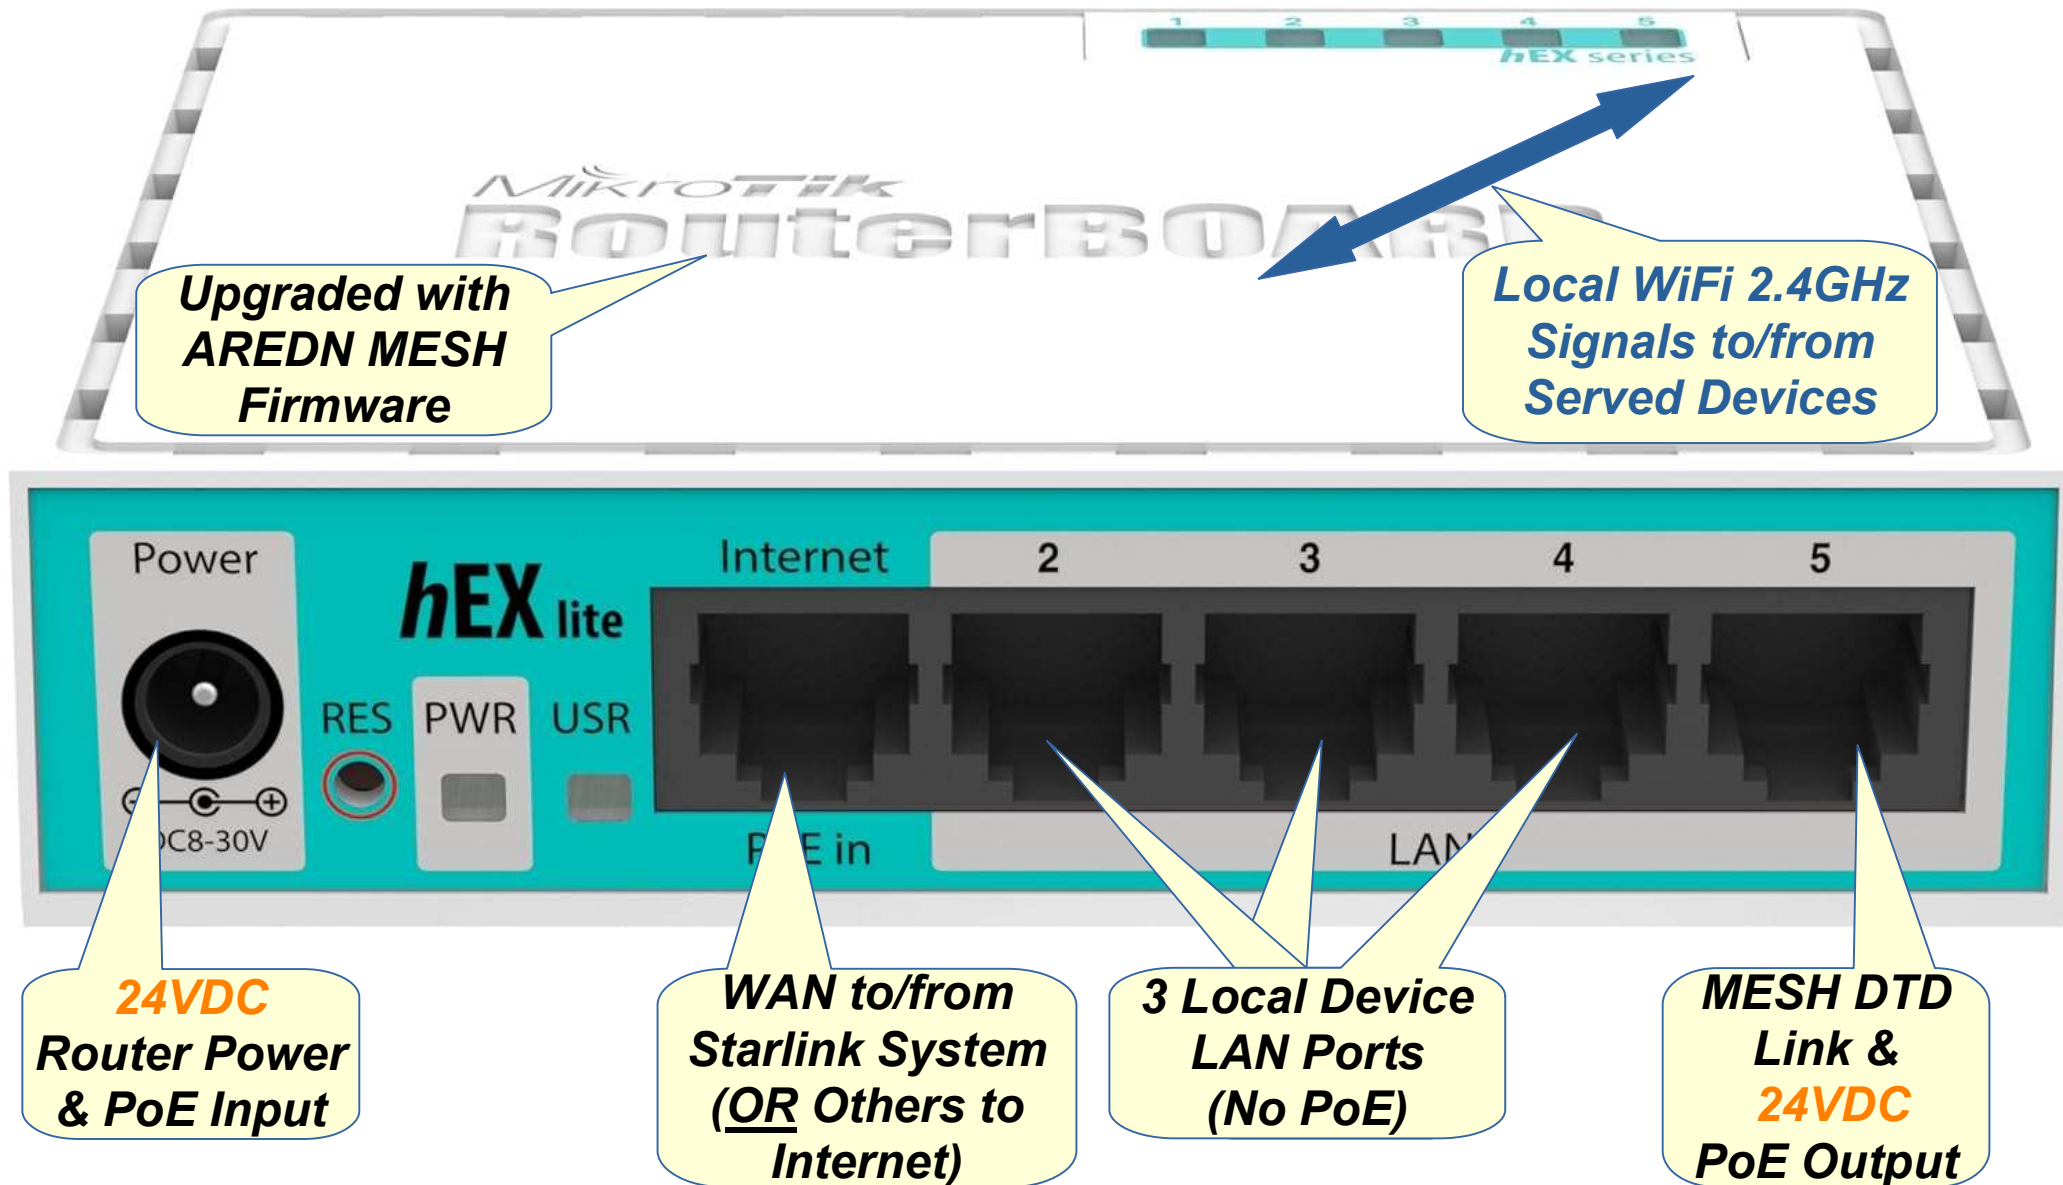 1 2 3 4 5
hEX series
MikroTik
RouterBOARD
Upgraded with
AREDN MESH
Firmware
Local WiFi 2.4GHz
Signals to/from
Served Devices
Power
hEX lite
Internet
2
3
4
5
RES
PWR
USR
DC8-30V
PoE in
LAN
24VDC
Router Power
& PoE Input
WAN to/from
Starlink System
(OR Others to
Internet)
3 Local Device
LAN Ports
(No PoE)
MESH DTD
Link &
24VDC
PoE Output